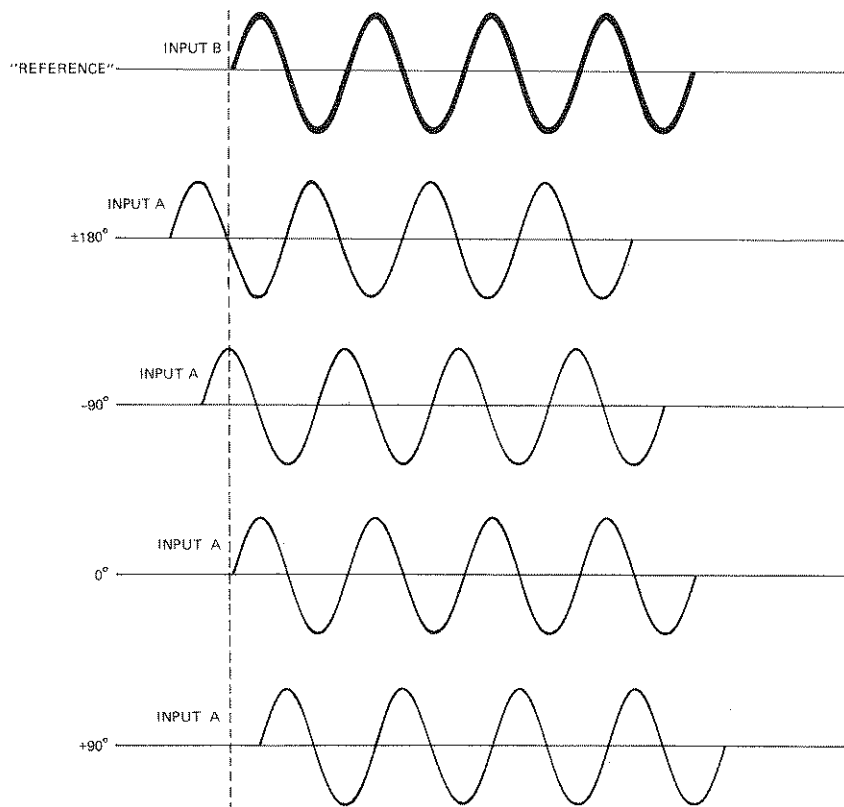 INPUT B
"REFERENCE"
INPUT A
±180°
INPUT A
-90°
INPUT A
0°
INPUT A
+90°